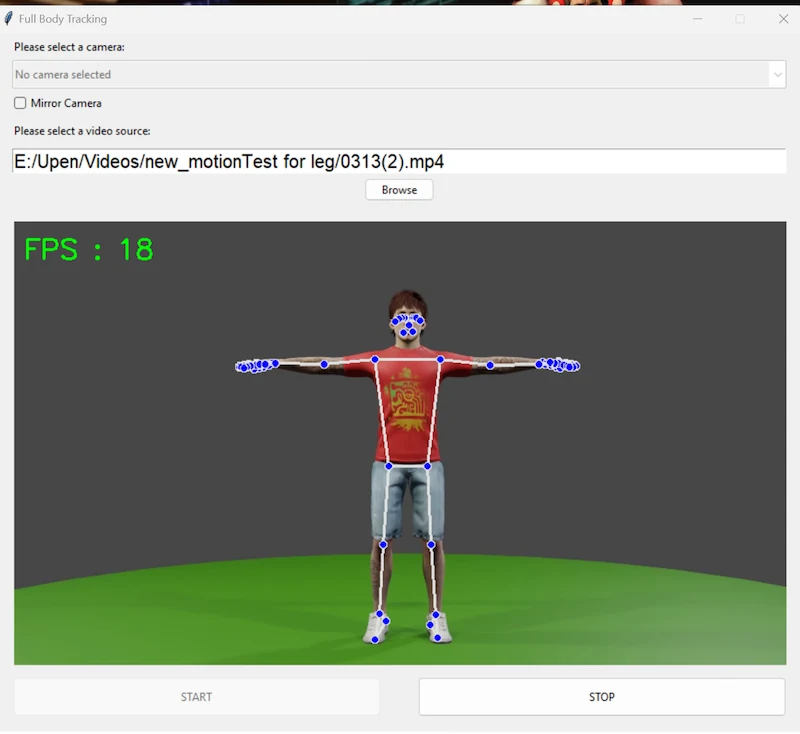 Full Body Tracking
Please select a camera:
No camera selected
Mirror Camera
Please select a video source:
E:/Upen/Videos/new_motionTest for leg/0313(2).mp4
Browse
FPS : 18
START
STOP